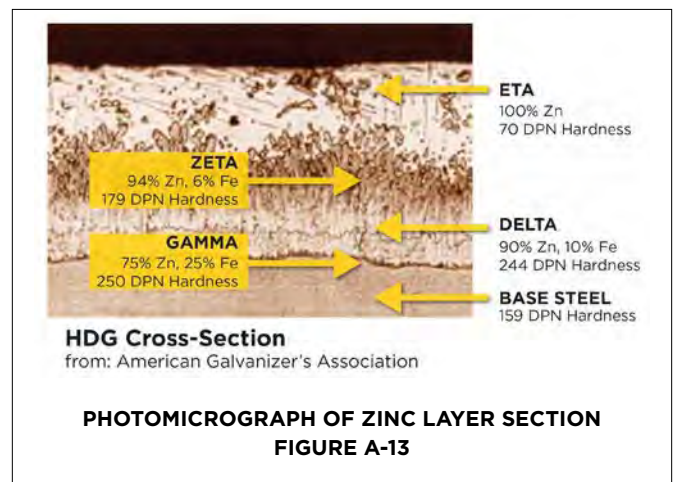 ETA
100% Zn
70 DPN Hardness
ZETA
94% Zn, 6% Fe
179 DPN Hardness
DELTA
90% Zn, 10% Fe
244 DPN Hardness
GAMMA
75% Zn, 25% Fe
250 DPN Hardness
BASE STEEL
159 DPN Hardness
HDG Cross-Section
from: American Galvanizer's Association
PHOTOMICROGRAPH OF ZINC LAYER SECTION
FIGURE A-13